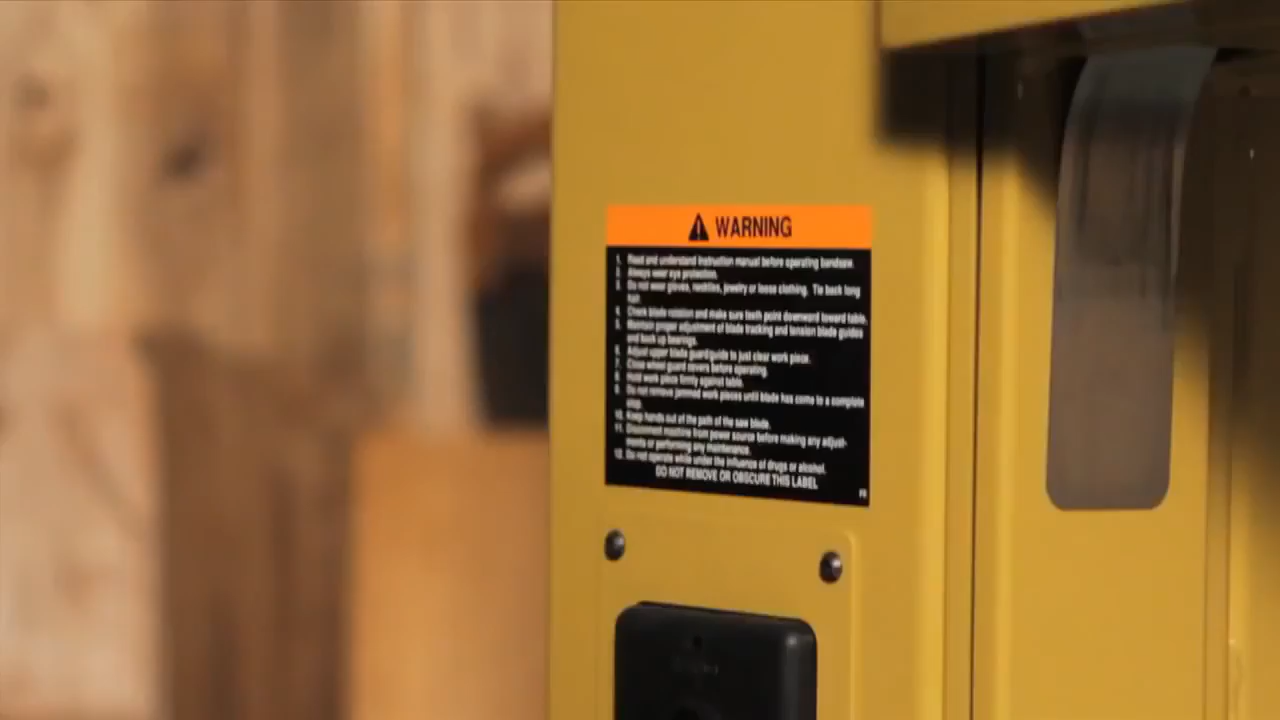 WARNING
1. Read and understand instruction manual before operating bandsaw.
2. Always wear eye protection.
3. Do not wear gloves, neckties, jewelry or loose clothing. Tie back long
hair.
4. Check blade rotation and make sure teeth point downward toward table.
5. Maintain proper adjustment of blade tracking and tension blade guides
and back up bearings.
6. Adjust upper blade guard/guide to just clear work piece.
7. Close wheel guard covers before operating.
8. Hold work piece firmly against table.
9. Do not remove jammed work pieces until blade has come to a complete
stop.
10. Keep hands out of the path of the saw blade.
11. Disconnect machine from power source before making any adjust-
ments or performing any maintenance.
12. Do not operate while under the influence of drugs or alcohol.
DO NOT REMOVE OR OBSCURE THIS LABEL